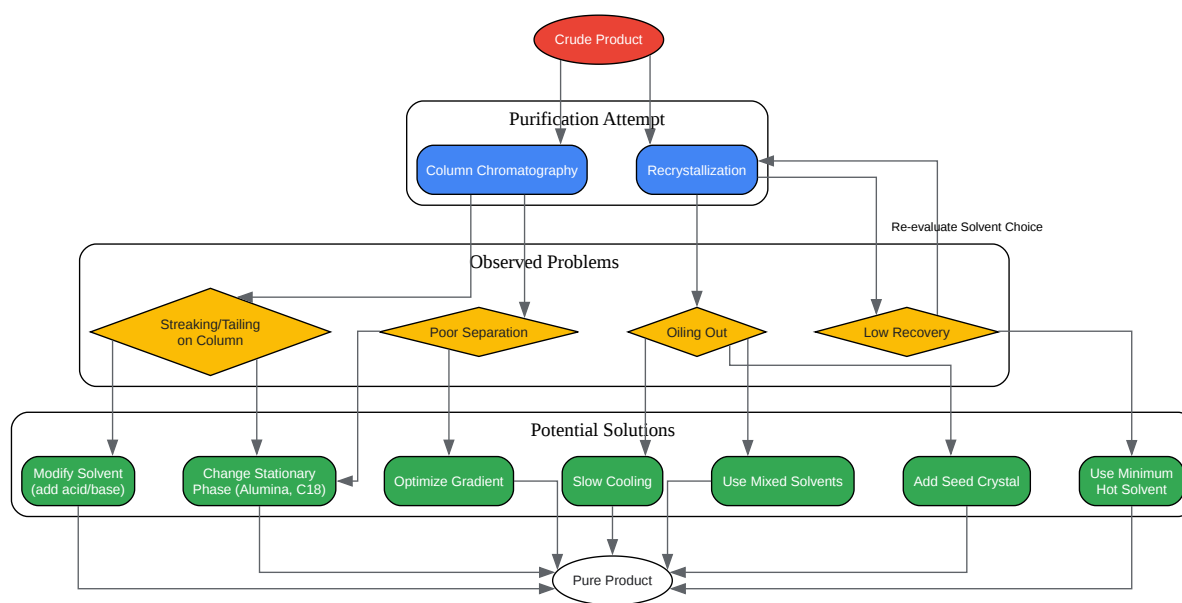 Crude Product
Purification Attempt
Column Chromatography
Recrystallization
Re-evaluate Solvent Choice
Observed Problems
Streaking/Tailing
on Column
Poor Separation
Oiling Out
Low Recovery
Potential Solutions
Modify Solvent
(add acid/base)
Change Stationary
Phase (Alumina, C18)
Optimize Gradient
Slow Cooling
Use Mixed Solvents
Add Seed Crystal
Use Minimum
Hot Solvent
Pure Product